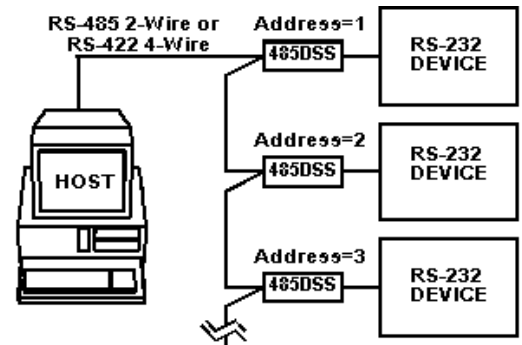 RS-485 2-Wire or
RS-422 4-Wire
Address=1
485DSS
RS-232
DEVICE
HOST
Address=2
485DSS
RS-232
DEVICE
Address=3
485DSS
RS-232
DEVICE